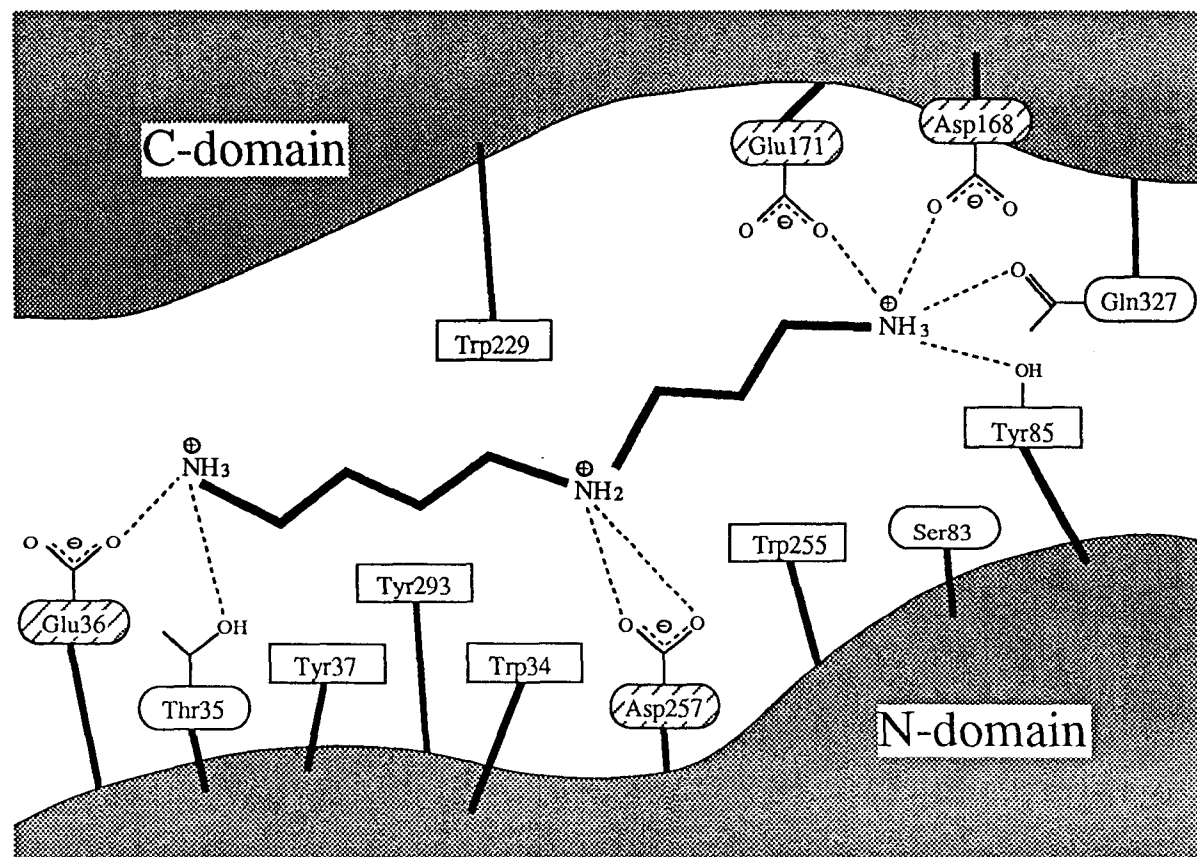 C-domain
Asp168
Glu171
O
O
⊖
O
O
⊖
O
Gln327
⊕
NH3
Trp229
OH
Tyr85
⊕
NH3
⊕
NH2
O
O
⊖
Trp255
Ser83
Tyr293
Glu36
OH
O
O
⊖
Tyr37
Trp34
Thr35
Asp257
N-domain